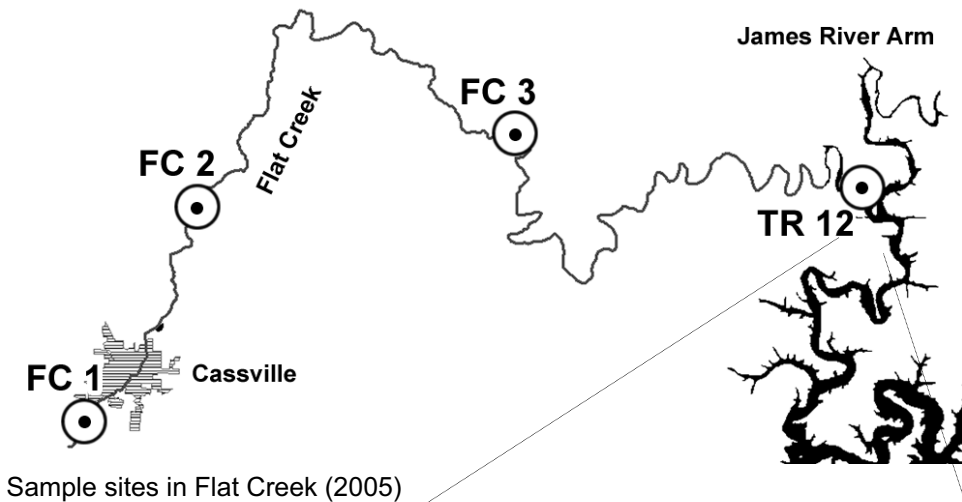 James River Arm
FC 3
FC 2
Flat Creek
TR 12
FC 1
Cassville
Sample sites in Flat Creek (2005)